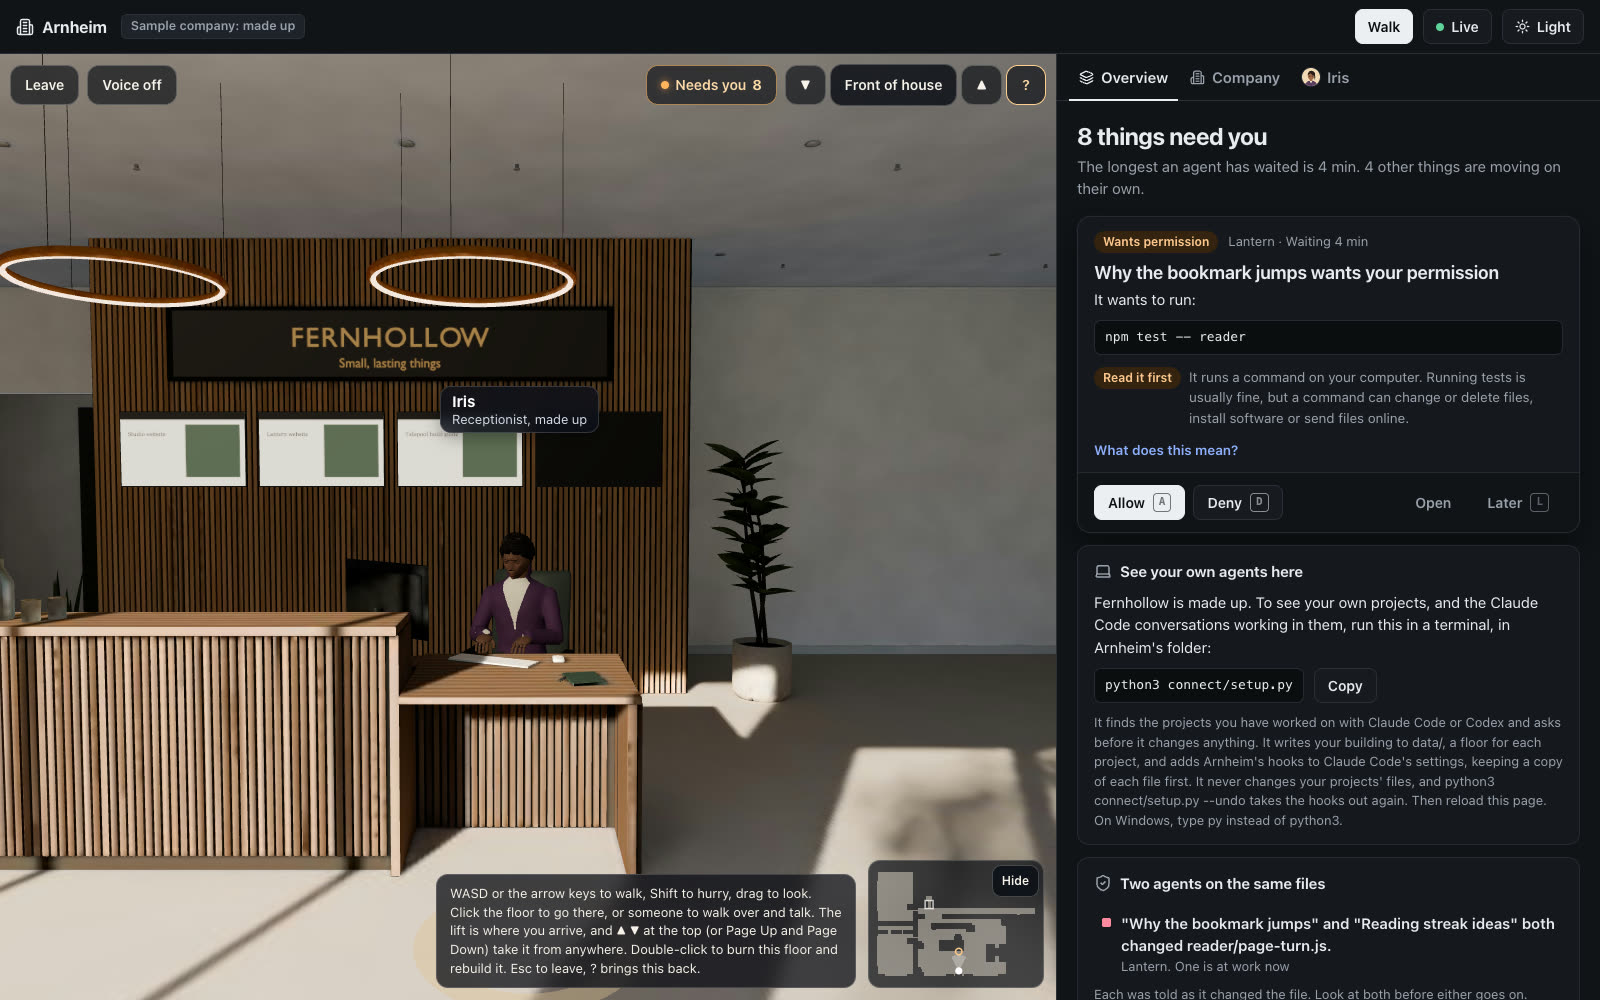 Arnheim
Sample company: made up
Walk
Live
Light
Leave
Voice off
Needs you 8
▼
Front of house
▲
?
Overview
Company
Iris
FERNHOLLOW
Small, lasting things
Iris
Receptionist, made up
Studio website
Lantern website
WASD or the arrow keys to walk, Shift to hurry, drag to look.
Click the floor to go there, or someone to walk over and talk. The
lift is where you arrive, and ▲ ▼ at the top (or Page Up and Page
Down) take it from anywhere. Double-click to burn this floor and
rebuild it. Esc to leave, ? brings this back.
Hide
8 things need you
The longest an agent has waited is 4 min. 4 other things are moving on
their own.
Wants permission
Lantern · Waiting 4 min
Why the bookmark jumps wants your permission
It wants to run:
npm test -- reader
Read it first
It runs a command on your computer. Running tests is
usually fine, but a command can change or delete files,
install software or send files online.
What does this mean?
Allow A
Deny D
Open
Later L
See your own agents here
Fernhollow is made up. To see your own projects, and the Claude
Code conversations working in them, run this in a terminal, in
Arnheim's folder:
python3 connect/setup.py
Copy
It finds the projects you have worked on with Claude Code or Codex and asks
before it changes anything. It writes your building to data/, a floor for each
project, and adds Arnheim's hooks to Claude Code's settings, keeping a copy
of each file first. It never changes your projects' files, and python3
connect/setup.py --undo takes the hooks out again. Then reload this page.
On Windows, type py instead of python3.
Two agents on the same files
"Why the bookmark jumps" and "Reading streak ideas" both
changed reader/page-turn.js.
Lantern. One is at work now
Each was told as it changed the file. Look at both before either goes on.